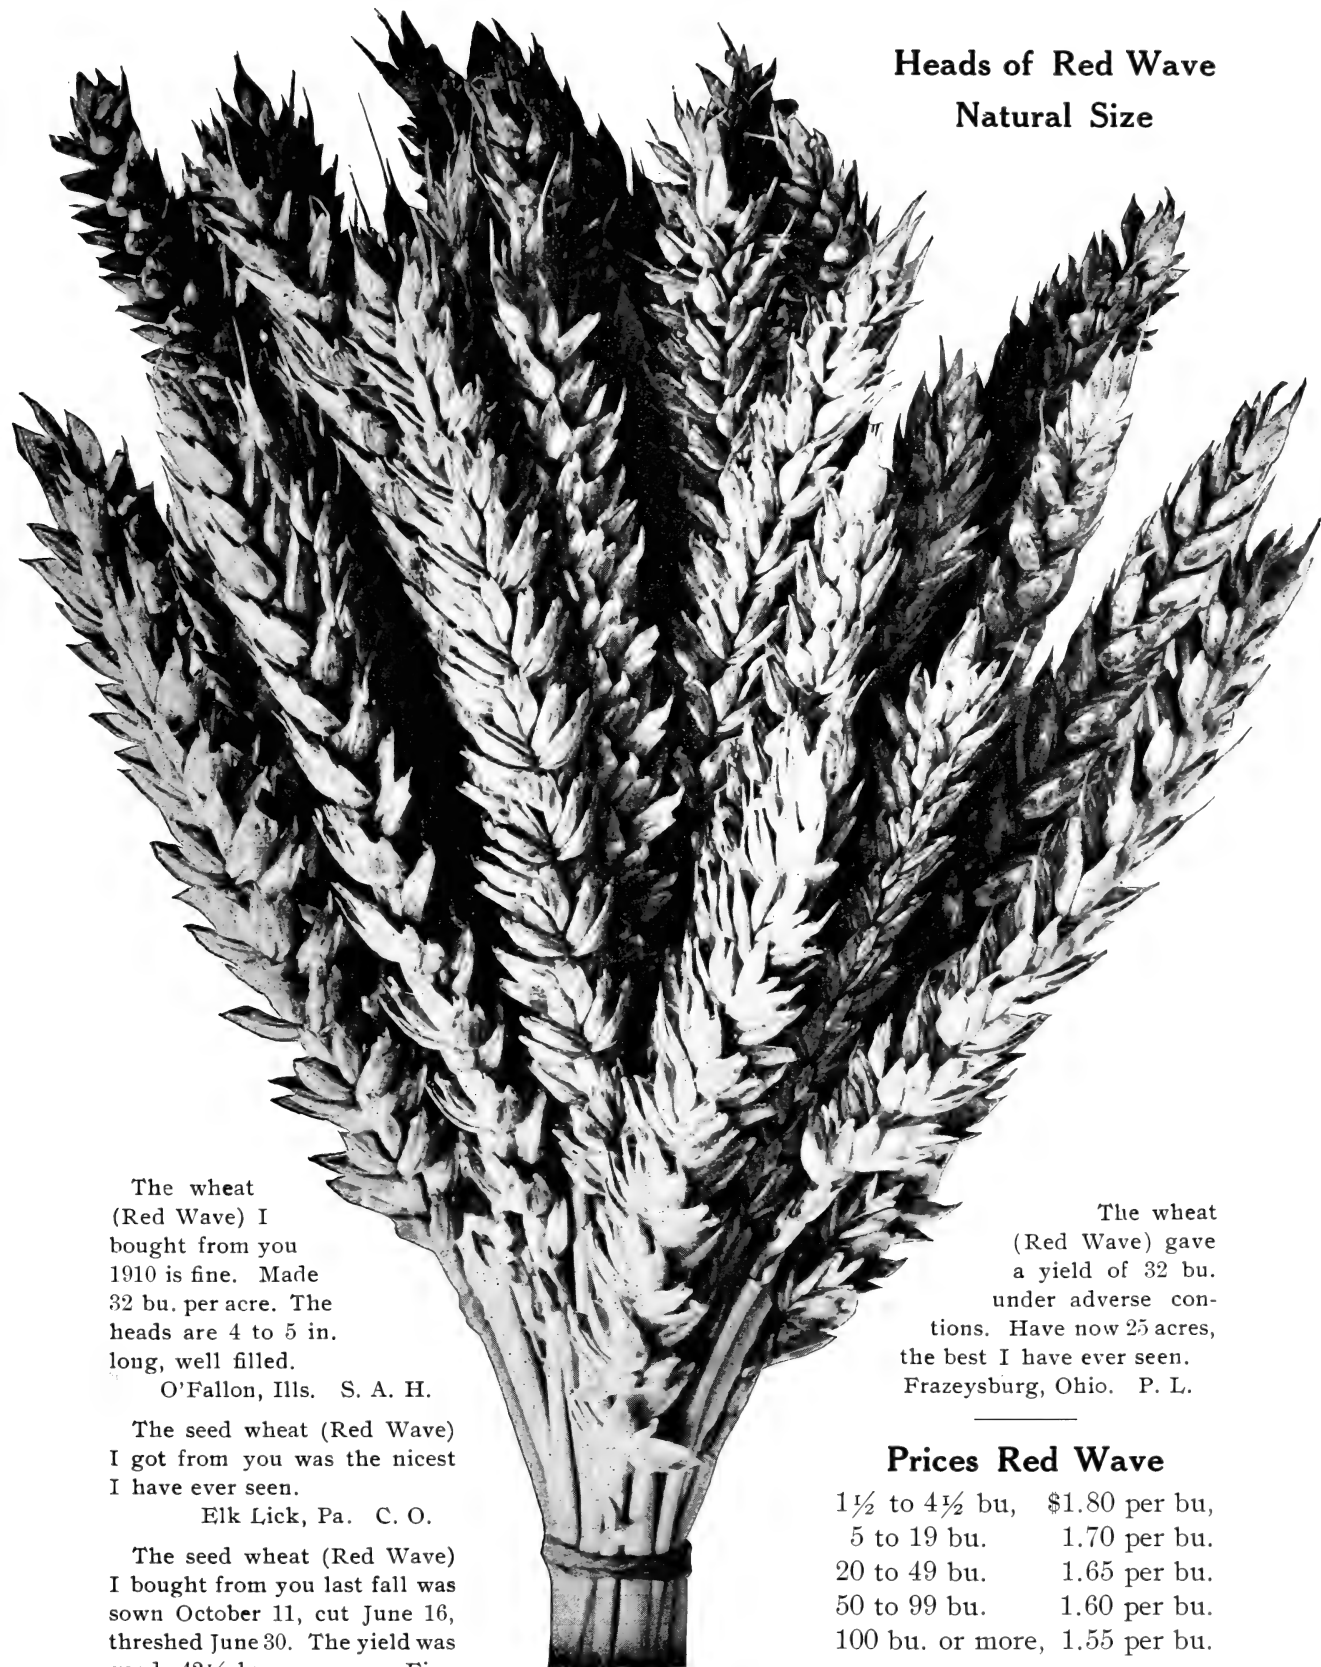 Heads of Red Wave
Natural Size
The wheat
(Red Wave) I
bought from you
1910 is fine. Made
32 bu. per acre. The
heads are 4 to 5 in.
long, well filled.
O'Fallon, Ills. S. A. H.
The seed wheat (Red Wave)
I got from you was the nicest
I have ever seen.
Elk Lick, Pa. C. O.
The seed wheat (Red Wave)
I bought from you last fall was
sown October 11, cut June 16,
threshed June 30. The yield was
The wheat
(Red Wave) gave
a yield of 32 bu.
under adverse con-
tions. Have now 25 acres,
the best I have ever seen.
Frazeysburg, Ohio. P. L.
Prices Red Wave
1½ to 4½ bu, $1.80 per bu,
5 to 19 bu. 1.70 per bu.
20 to 49 bu. 1.65 per bu.
50 to 99 bu. 1.60 per bu.
100 bu. or more, 1.55 per bu.